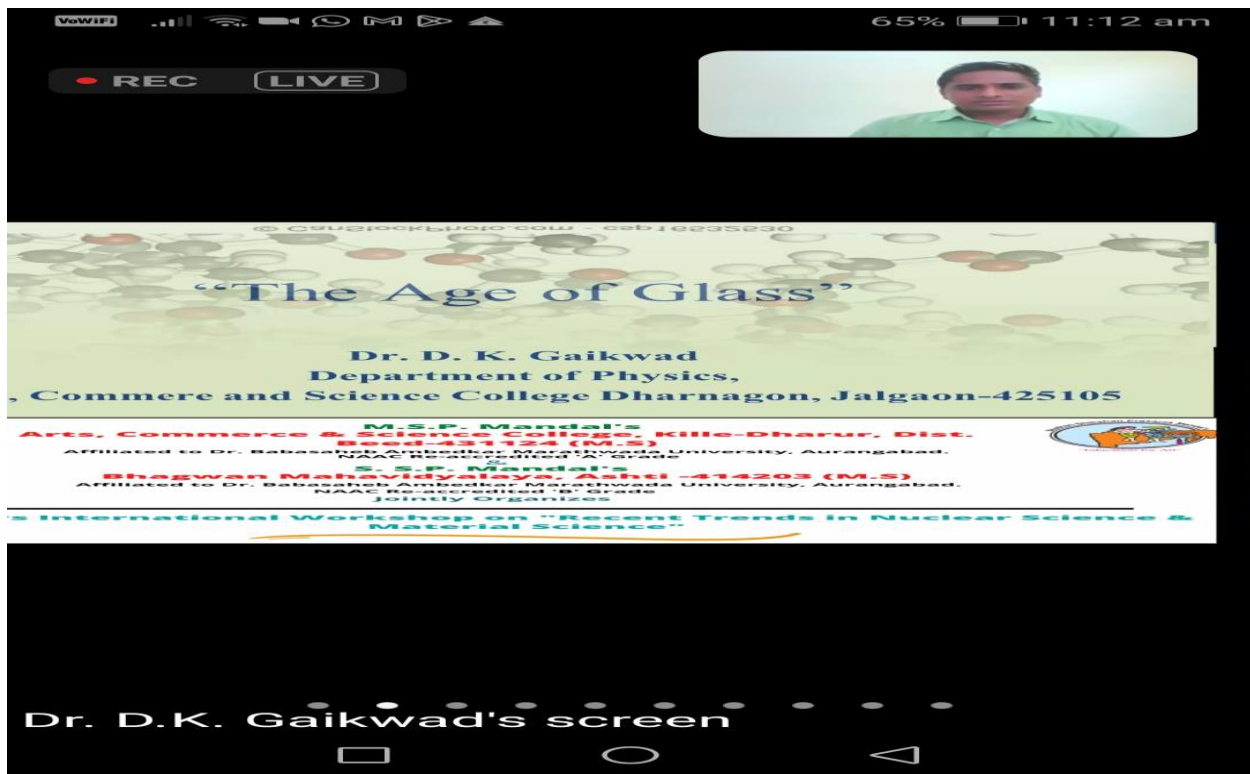 VoWiFi 65% 11:12 am
REC LIVE
© CanStockPhoto.com - csp16532530
“The Age of Glass”
Dr. D. K. Gaikwad
Department of Physics,
, Commere and Science College Dharnagon, Jalgaon-425105
M.S.P. Mandal's
Arts, Commerce & Science College, Kille-Dharur, Dist.
Beed-431124 (M.S)
Affiliated to Dr. Babasaheb Ambedkar Marathwada University, Aurangabad.
NAAC Re-accredited 'A' Grade
&
S. S.P. Mandal's
Bhagwan Mahavidyalaya, Ashti -414203 (M.S)
Affiliated to Dr. Babasaheb Ambedkar Marathwada University, Aurangabad.
NAAC Re-accredited 'B' Grade
Jointly Organizes
s International Workshop on "Recent Trends in Nuclear Science &
Material Science"
Dr. D.K. Gaikwad's screen